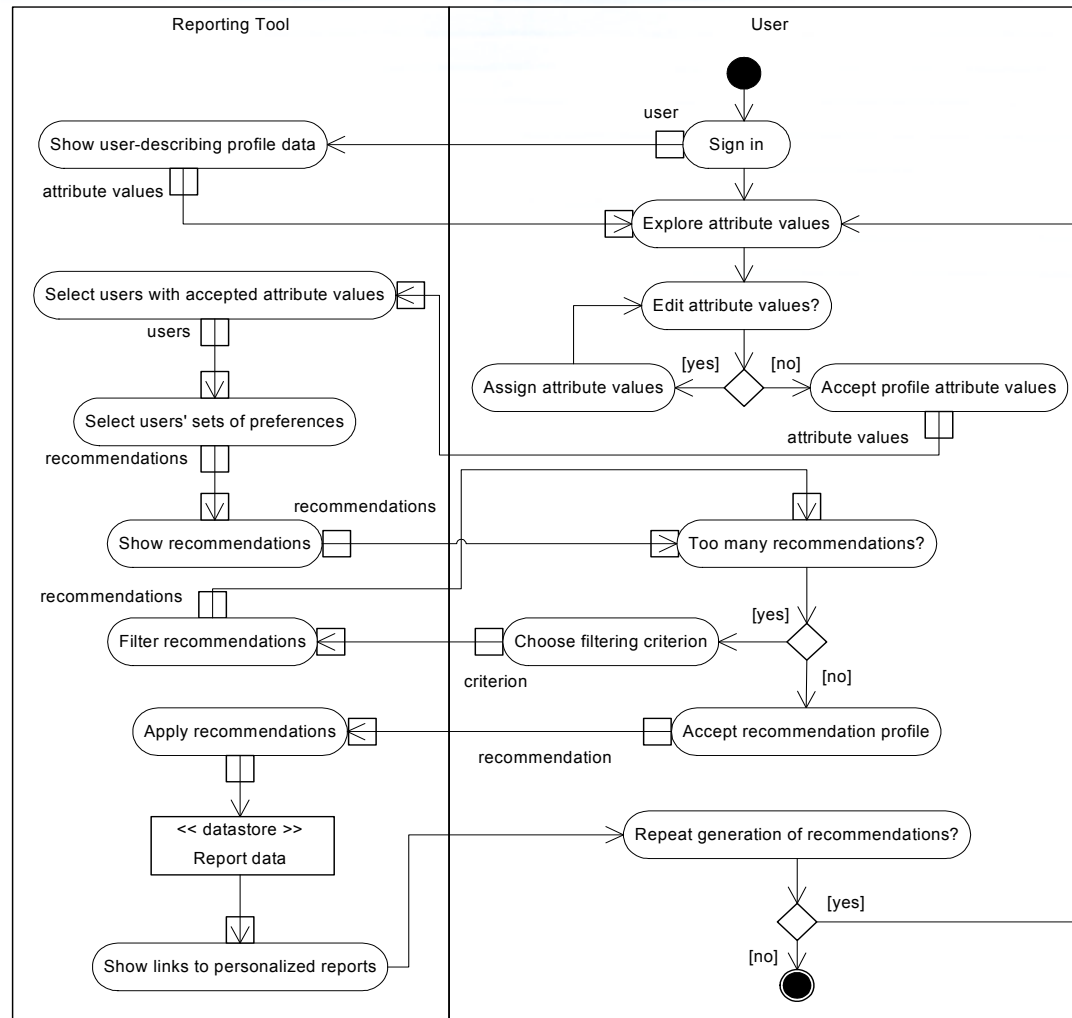 Reporting Tool
User
user
Show user-describing profile data
Sign in
attribute values
Explore attribute values
Select users with accepted attribute values
Edit attribute values?
users
[yes]
[no]
Assign attribute values
Accept profile attribute values
Select users' sets of preferences
attribute values
recommendations
recommendations
Show recommendations
Too many recommendations?
recommendations
[yes]
Filter recommendations
Choose filtering criterion
criterion
[no]
Apply recommendations
Accept recommendation profile
recommendation
<< datastore >>
Report data
Repeat generation of recommendations?
[yes]
Show links to personalized reports
[no]